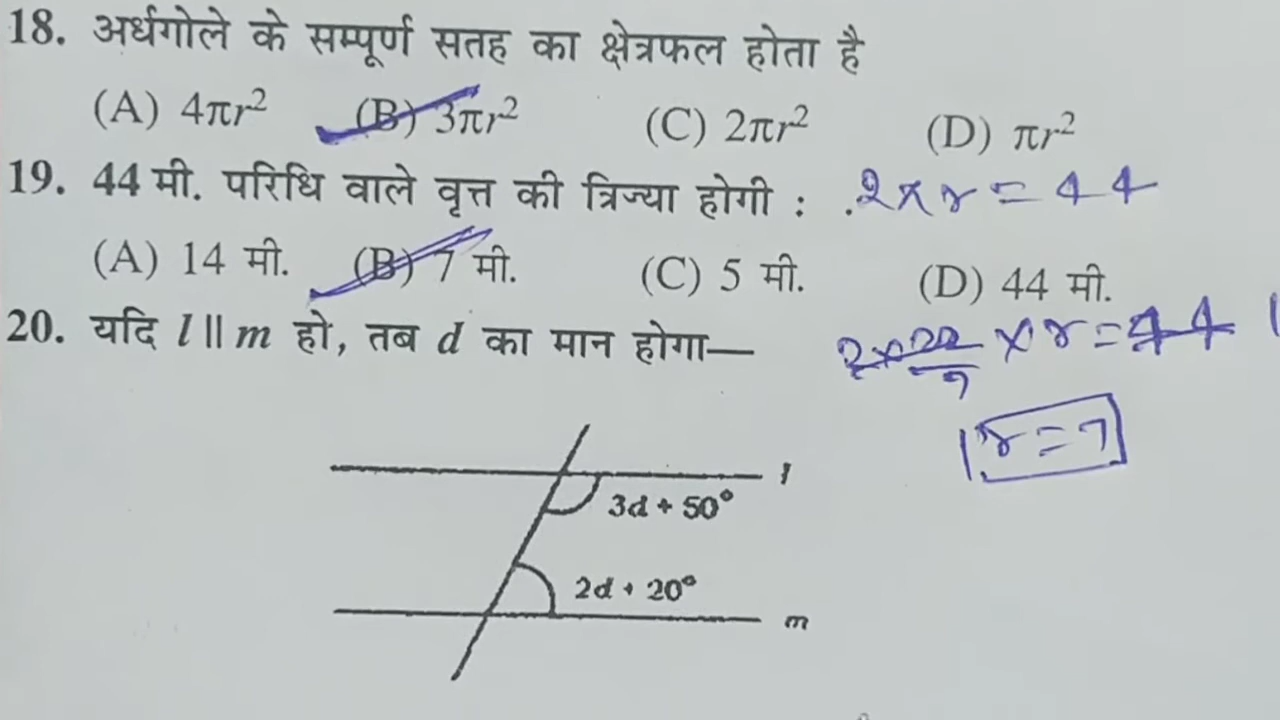 18. अर्धगोले के सम्पूर्ण सतह का क्षेत्रफल होता है
(A) 4πr² (B) 3πr² (C) 2πr² (D) πr²
19. 44 मी. परिधि वाले वृत्त की त्रिज्या होगी : 2πr = 44
(A) 14 मी. (B) 7 मी. (C) 5 मी. (D) 44 मी.
20. यदि l || m हो, तब d का मान होगा—
2×22/7 × r = 44
r = 7
l
3d + 50°
2d + 20°
m